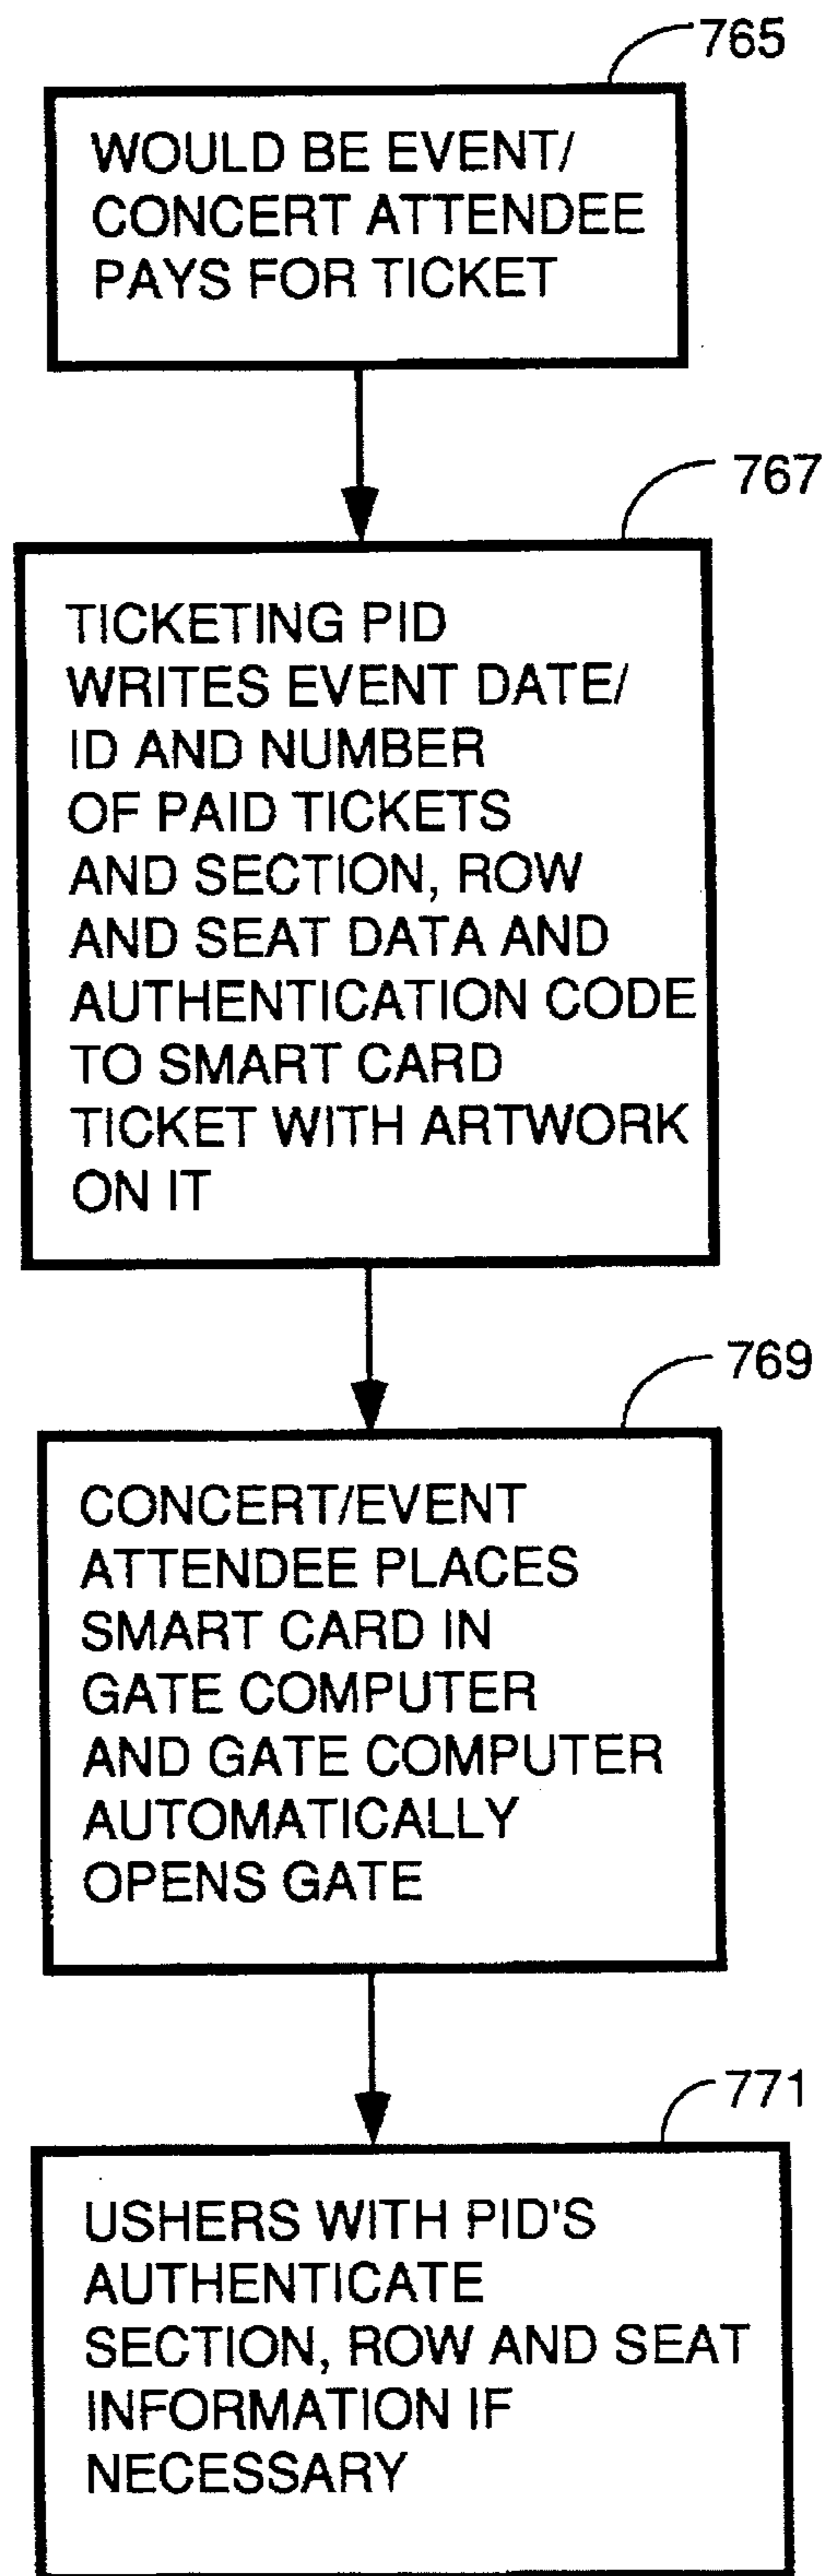 765
WOULD BE EVENT/
CONCERT ATTENDEE
PAYS FOR TICKET
767
TICKETING PID
WRITES EVENT DATE/
ID AND NUMBER
OF PAID TICKETS
AND SECTION, ROW
AND SEAT DATA AND
AUTHENTICATION CODE
TO SMART CARD
TICKET WITH ARTWORK
ON IT
769
CONCERT/EVENT
ATTENDEE PLACES
SMART CARD IN
GATE COMPUTER
AND GATE COMPUTER
AUTOMATICALLY
OPENS GATE
771
USHERS WITH PID'S
AUTHENTICATE
SECTION, ROW AND SEAT
INFORMATION IF
NECESSARY